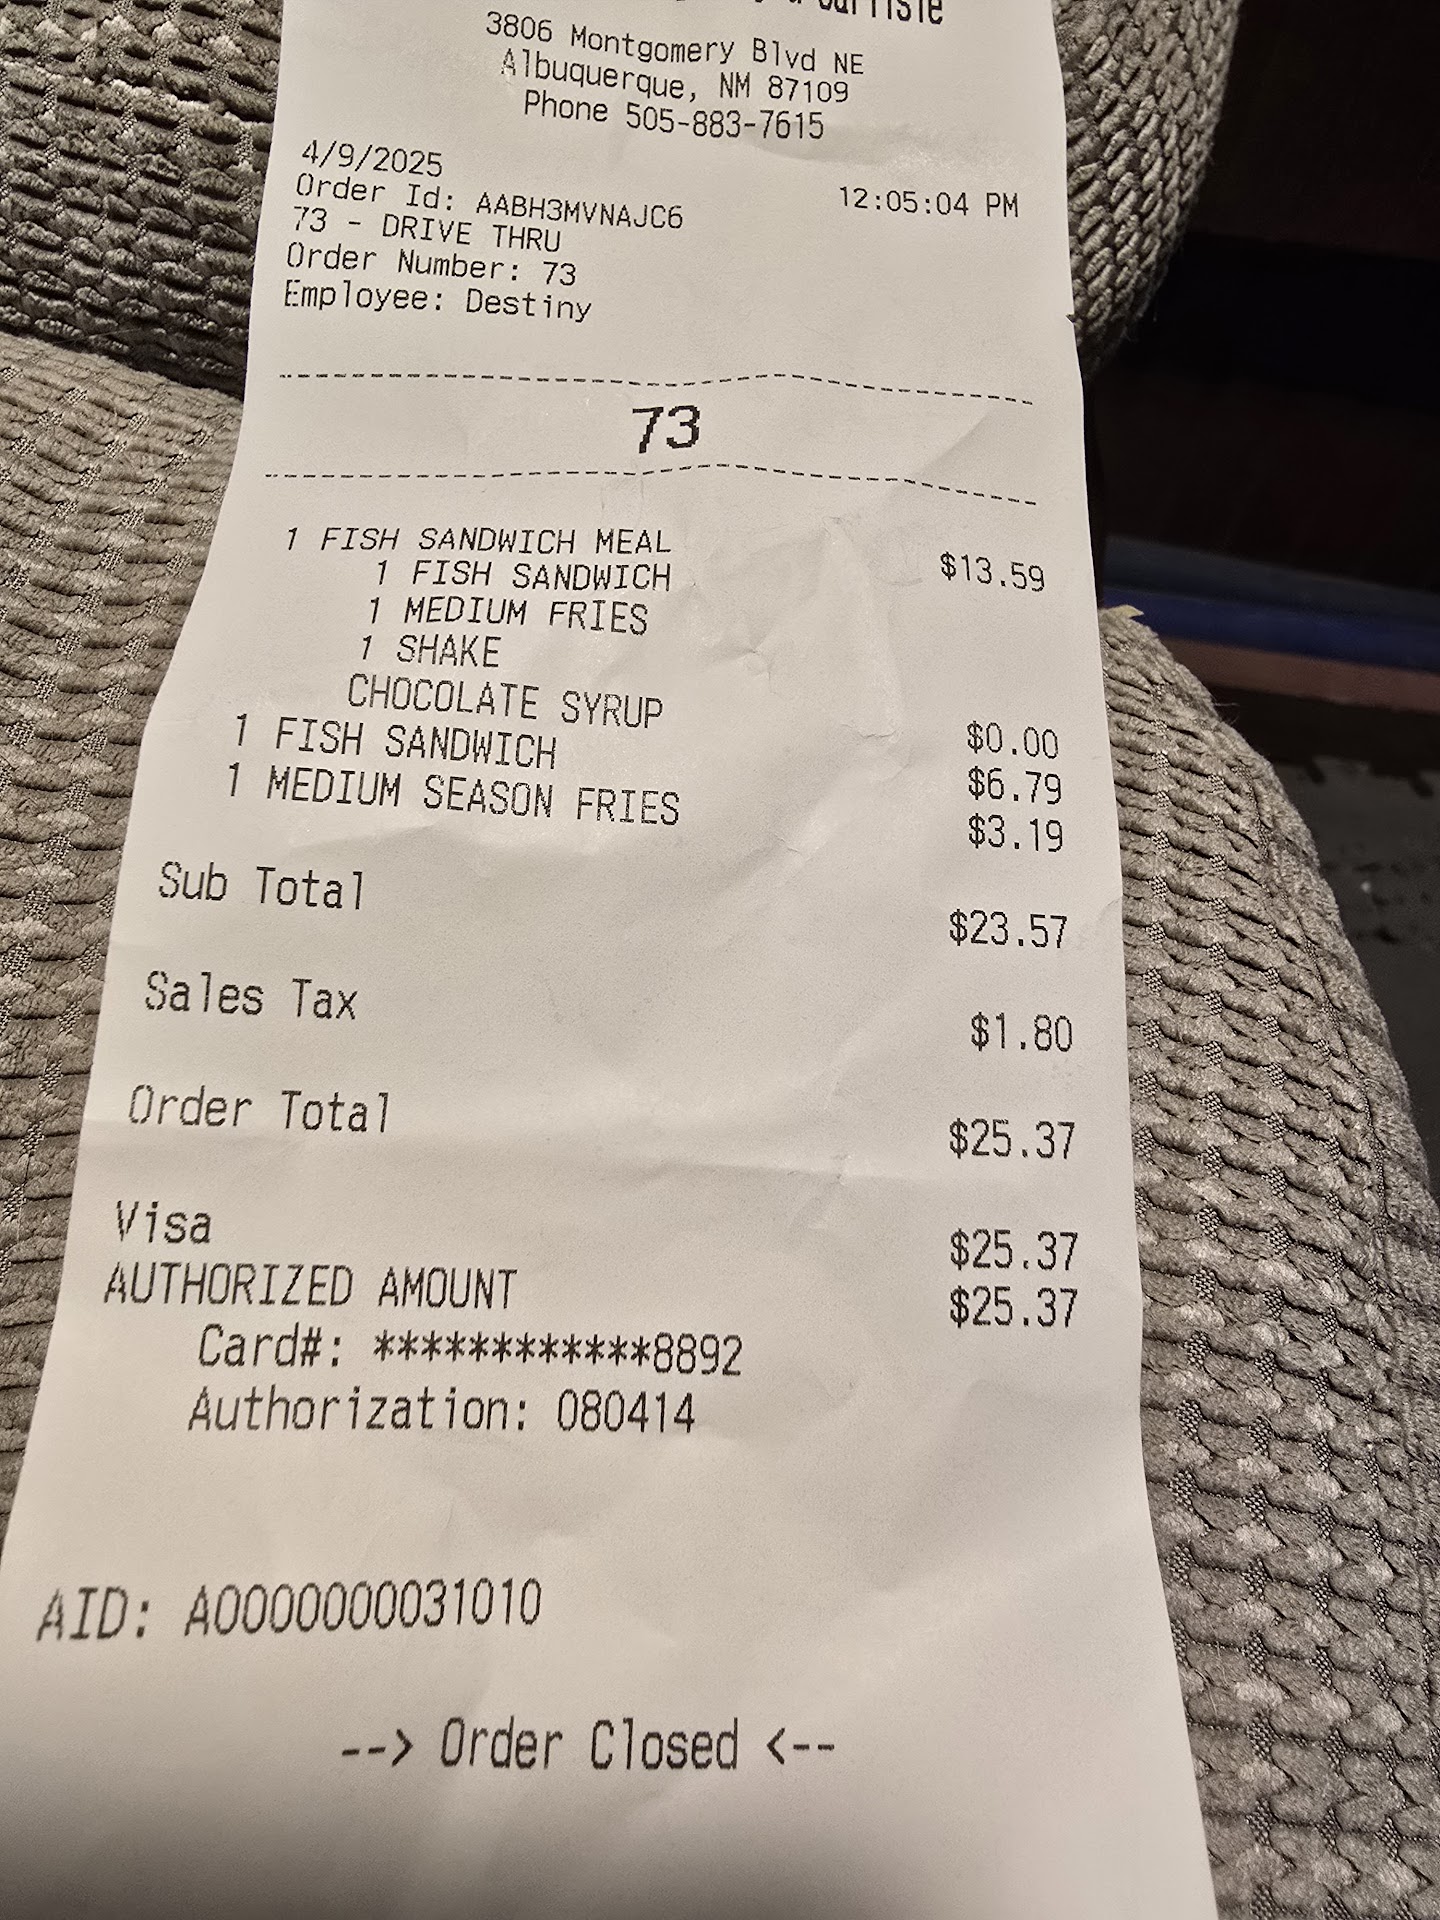 Carlisle
3806 Montgomery Blvd NE
Albuquerque, NM 87109
Phone 505-883-7615
4/9/2025 12:05:04 PM
Order Id: AABH3MVNAJC6
73 - DRIVE THRU
Order Number: 73
Employee: Destiny
73
1 FISH SANDWICH MEAL $13.59
1 FISH SANDWICH
1 MEDIUM FRIES
1 SHAKE
CHOCOLATE SYRUP $0.00
1 FISH SANDWICH $6.79
1 MEDIUM SEASON FRIES $3.19
Sub Total $23.57
Sales Tax $1.80
Order Total $25.37
Visa $25.37
AUTHORIZED AMOUNT $25.37
Card#: ************8892
Authorization: 080414
AID: A0000000031010
--> Order Closed <--